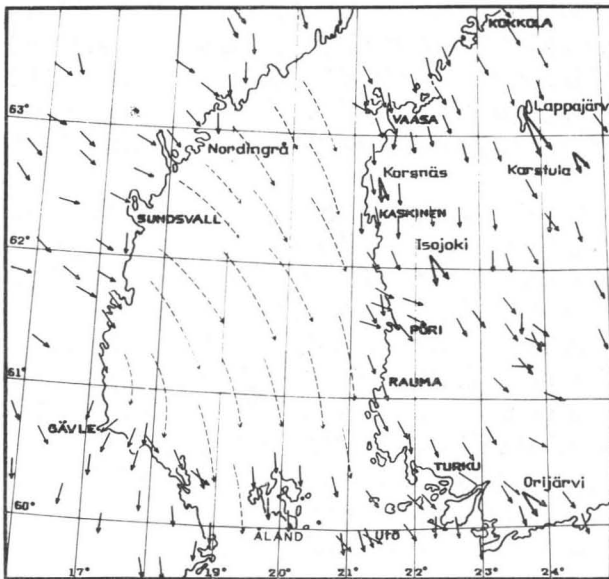 KOKKOLA
Lappajärv
63°
VAASA
Nordingrå
Karstula
Korsnäs
SUNDSVALL
KASKINEN
62°
Isojoki
PORI
61°
RAUMA
GÄVLE
TURKU
Orijärvi
60°
ÅLAND
Utö
17° 19° 20° 21° 22° 23° 24°